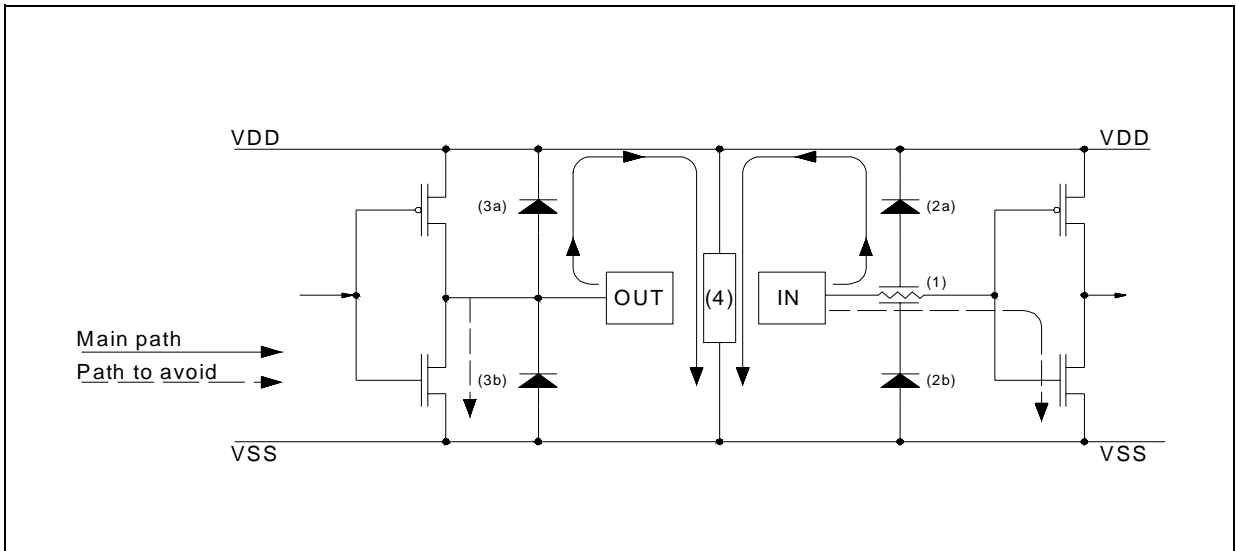 VDD
VDD
(3a)
(2a)
(1)
OUT
(4)
IN
Main path
Path to avoid
(3b)
(2b)
VSS
VSS